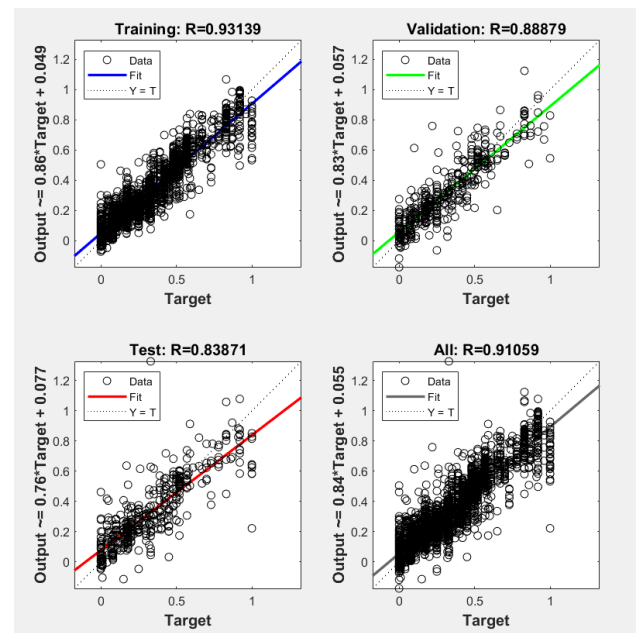 Training: R=0.93139
Output ~= 0.86*Target + 0.049
1.2
1
0.8
0.6
0.4
0.2
0
Data
Fit
Y = T
0 0.5 1
Target
Validation: R=0.88879
Output ~= 0.83*Target + 0.057
1.2
1
0.8
0.6
0.4
0.2
0
Data
Fit
Y = T
0 0.5 1
Target
Test: R=0.83871
Output ~= 0.76*Target + 0.077
1.2
1
0.8
0.6
0.4
0.2
0
Data
Fit
Y = T
0 0.5 1
Target
All: R=0.91059
Output ~= 0.84*Target + 0.055
1.2
1
0.8
0.6
0.4
0.2
0
Data
Fit
Y = T
0 0.5 1
Target